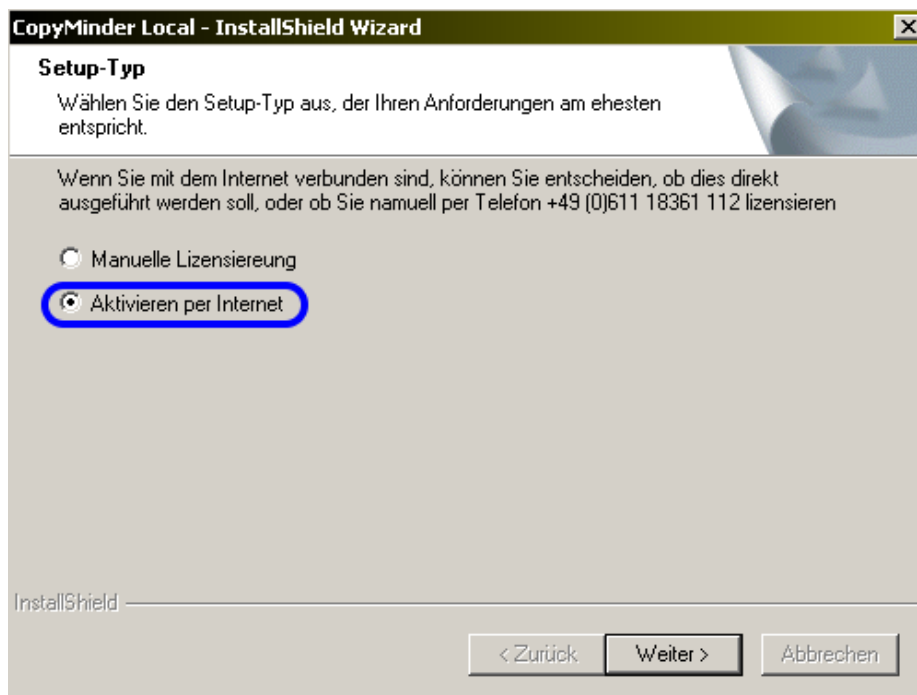 CopyMinder Local - InstallShield Wizard
Setup-Typ
Wählen Sie den Setup-Typ aus, der Ihren Anforderungen am ehesten
entspricht.
Wenn Sie mit dem Internet verbunden sind, können Sie entscheiden, ob dies direkt
ausgeführt werden soll, oder ob Sie namuell per Telefon +49 (0)611 18361 112 lizensieren
Manuelle Lizensiereung
Aktivieren per Internet
InstallShield
< Zurück
Weiter >
Abbrechen